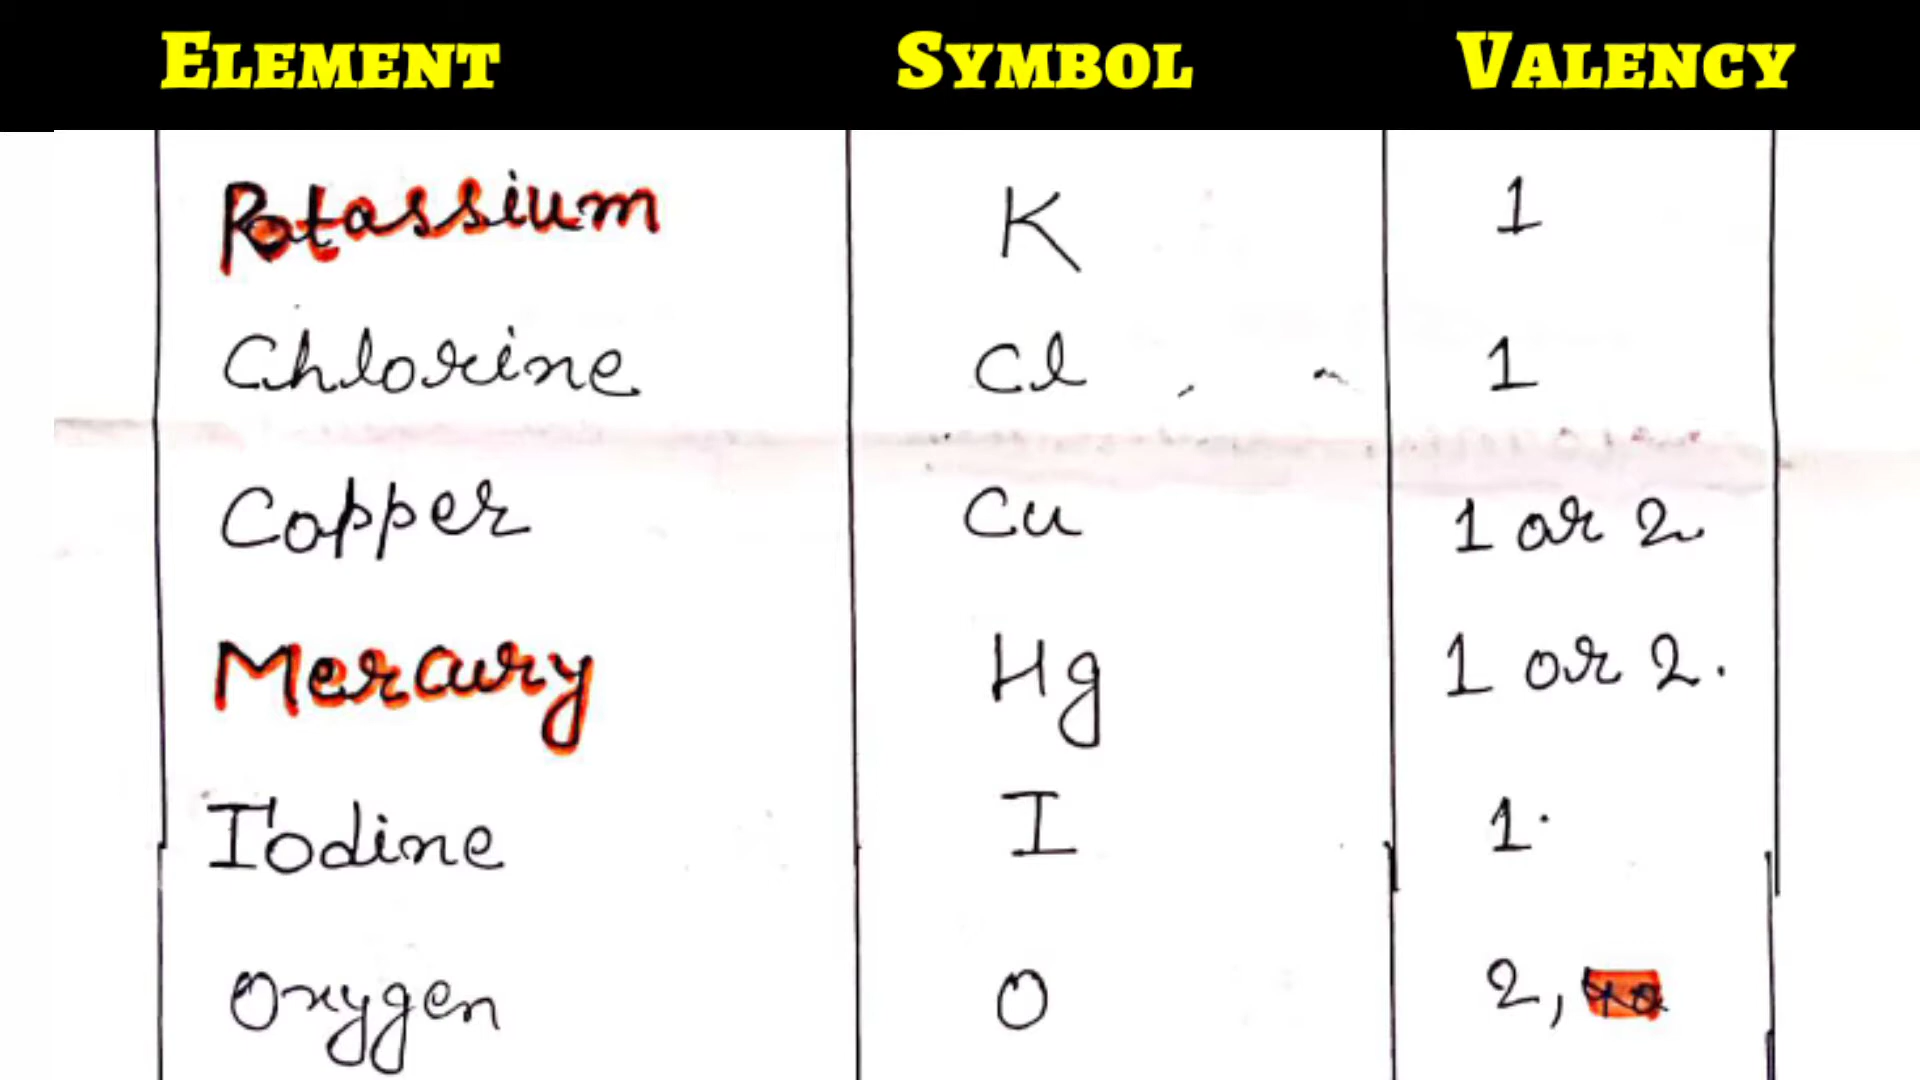 ELEMENT SYMBOL VALENCY
Potassium K 1
Chlorine Cl 1
Copper Cu 1 or 2
Mercury Hg 1 or 2.
Iodine I 1.
Oxygen O 2,